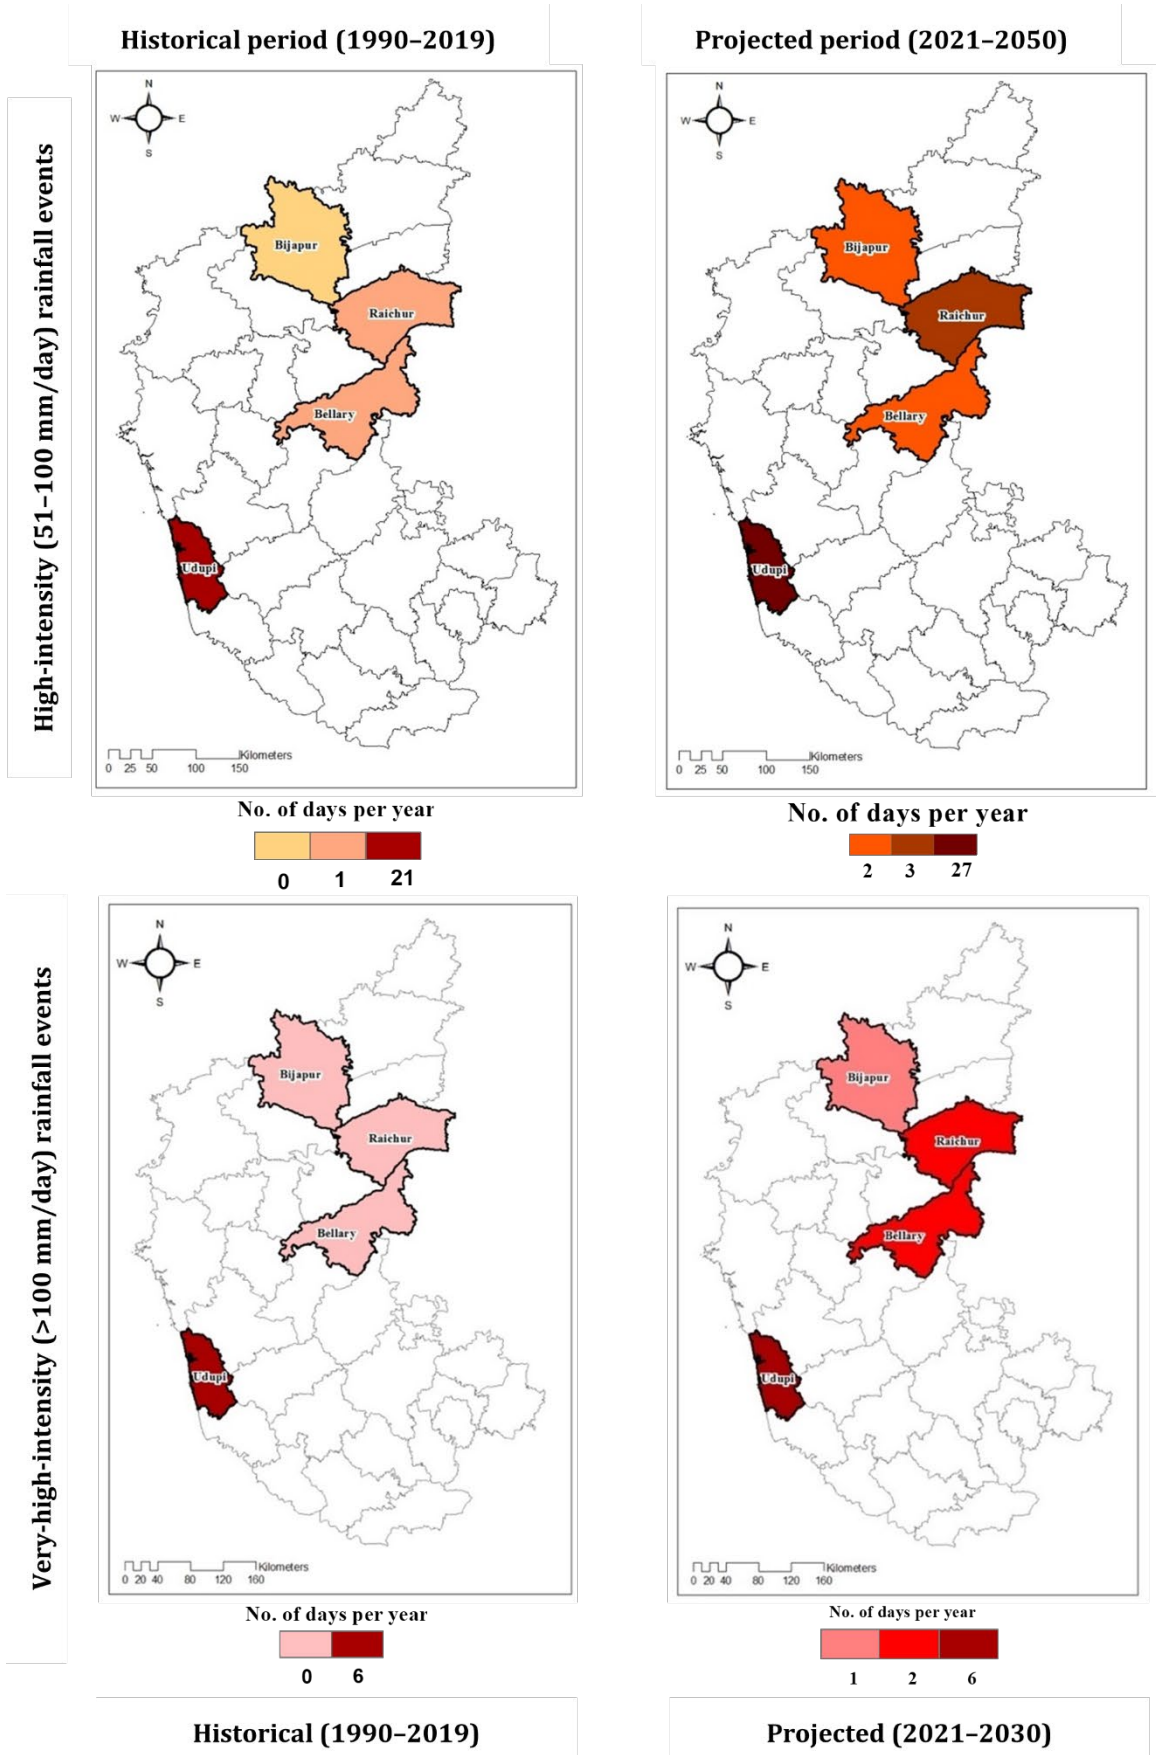 Historical period (1990–2019)
Projected period (2021–2050)
High-intensity (51–100 mm/day) rainfall events
N
W E
S
Bijapur
Raichur
Bellary
Udupi
Kilometers
0 25 50 100 150
No. of days per year
0 1 21
N
W E
S
Bijapur
Raichur
Bellary
Udupi
Kilometers
0 25 50 100 150
No. of days per year
2 3 27
Very-high-intensity (>100 mm/day) rainfall events
N
W E
S
Bijapur
Raichur
Bellary
Udupi
Kilometers
0 20 40 80 120 160
No. of days per year
0 6
N
W E
S
Bijapur
Raichur
Bellary
Udupi
Kilometers
0 20 40 80 120 160
No. of days per year
1 2 6
Historical (1990–2019)
Projected (2021–2030)